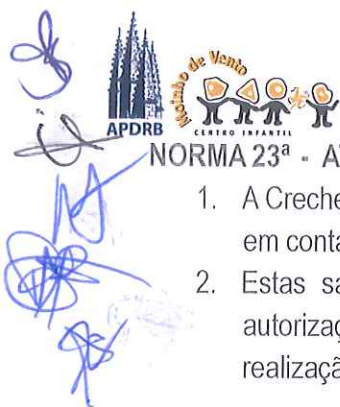 APDRB
Moinho de Vento
CENTRO INFANTIL
NORMA 23ª - A
1. A Creche
em conta
2. Estas sa
autorizaç
realizaçã